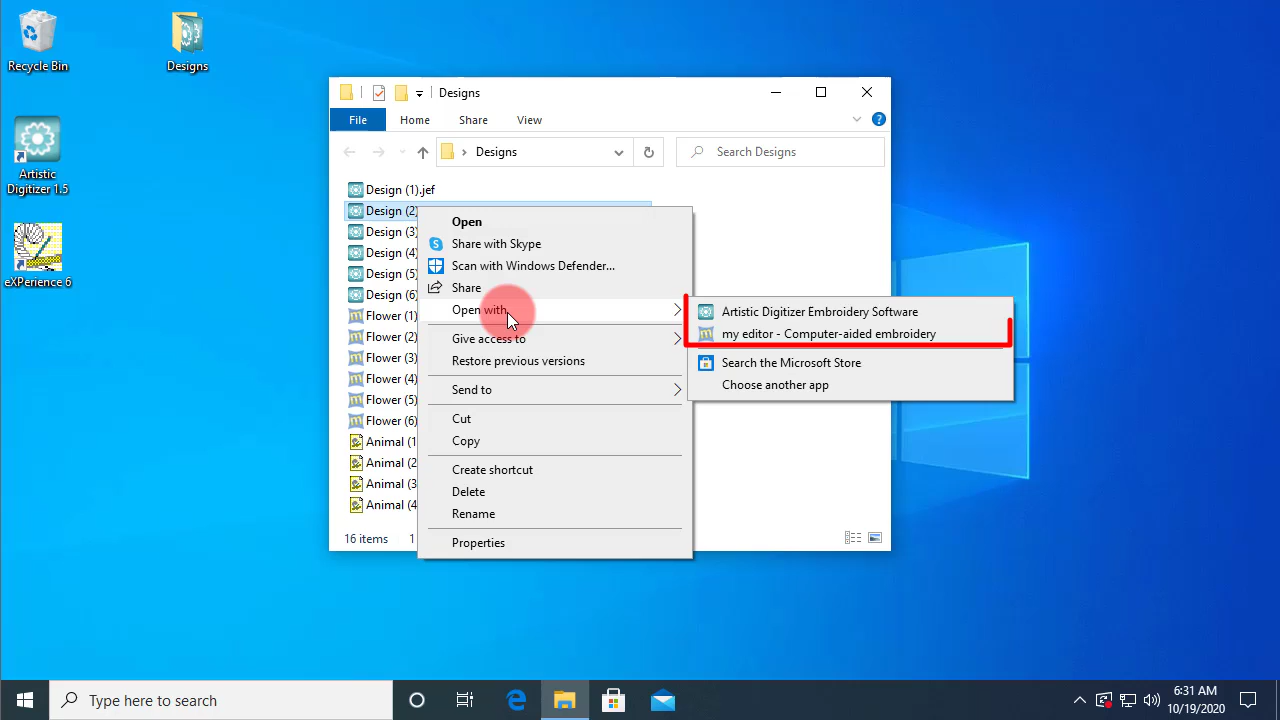 Recycle Bin
Designs
Artistic
Digitizer 1.5
eXPerience 6
Designs
File
Home
Share
View
Designs
Search Designs
Design (1).jef
Design (2)
Design (3)
Design (4)
Design (5)
Design (6)
Flower (1)
Flower (2)
Flower (3)
Flower (4)
Flower (5)
Flower (6)
Animal (1
Animal (2
Animal (3
Animal (4
16 items
1
Open
Share with Skype
Scan with Windows Defender...
Share
Open with
Give access to
Restore previous versions
Send to
Cut
Copy
Create shortcut
Delete
Rename
Properties
Artistic Digitizer Embroidery Software
my editor - Computer-aided embroidery
Search the Microsoft Store
Choose another app
Type here to search
6:31 AM
10/19/2020